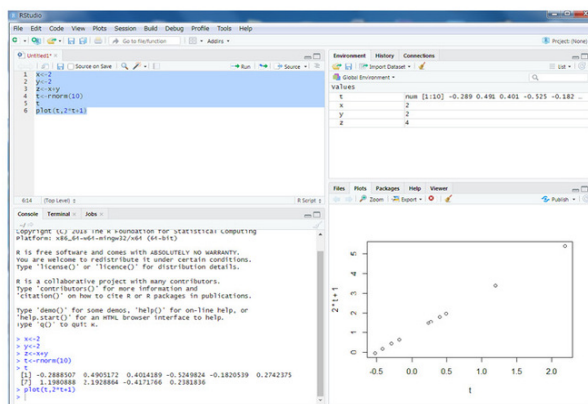 RStudio
File Edit Code View Plots Session Build Debug Profile Tools Help
Go to file/function
Addins
Project: (None)
Untitled1*
Source on Save
Run
Source
1 x<-2
2 y<-2
3 z<-x+y
4 t<-rnorm(10)
5 t
6 plot(t,2*t+1)
6:14 (Top Level) R Script
Console Terminal Jobs
Copyright (C) 2018 The R Foundation for Statistical Computing
Platform: x86_64-w64-mingw32/x64 (64-bit)
R is free software and comes with ABSOLUTELY NO WARRANTY.
You are welcome to redistribute it under certain conditions.
Type 'license()' or 'licence()' for distribution details.
R is a collaborative project with many contributors.
Type 'contributors()' for more information and
'citation()' on how to cite R or R packages in publications.
Type 'demo()' for some demos, 'help()' for on-line help, or
'help.start()' for an HTML browser interface to help.
Type 'q()' to quit R.
> x<-2
> y<-2
> z<-x+y
> t<-rnorm(10)
> t
[1] -0.2888507 0.4905172 0.4014189 -0.5249824 -0.1820539 0.2742375
[7] 1.1980888 2.1928864 -0.4171766 0.2381836
> plot(t,2*t+1)
>
Environment History Connections
Import Dataset
List
Global Environment
Values
t num [1:10] -0.289 0.491 0.401 -0.525 -0.182 ...
x 2
y 2
z 4
Files Plots Packages Help Viewer
Zoom Export Publish
2*t+1
0 1 2 3 4 5
-0.5 0.0 0.5 1.0 1.5 2.0
t